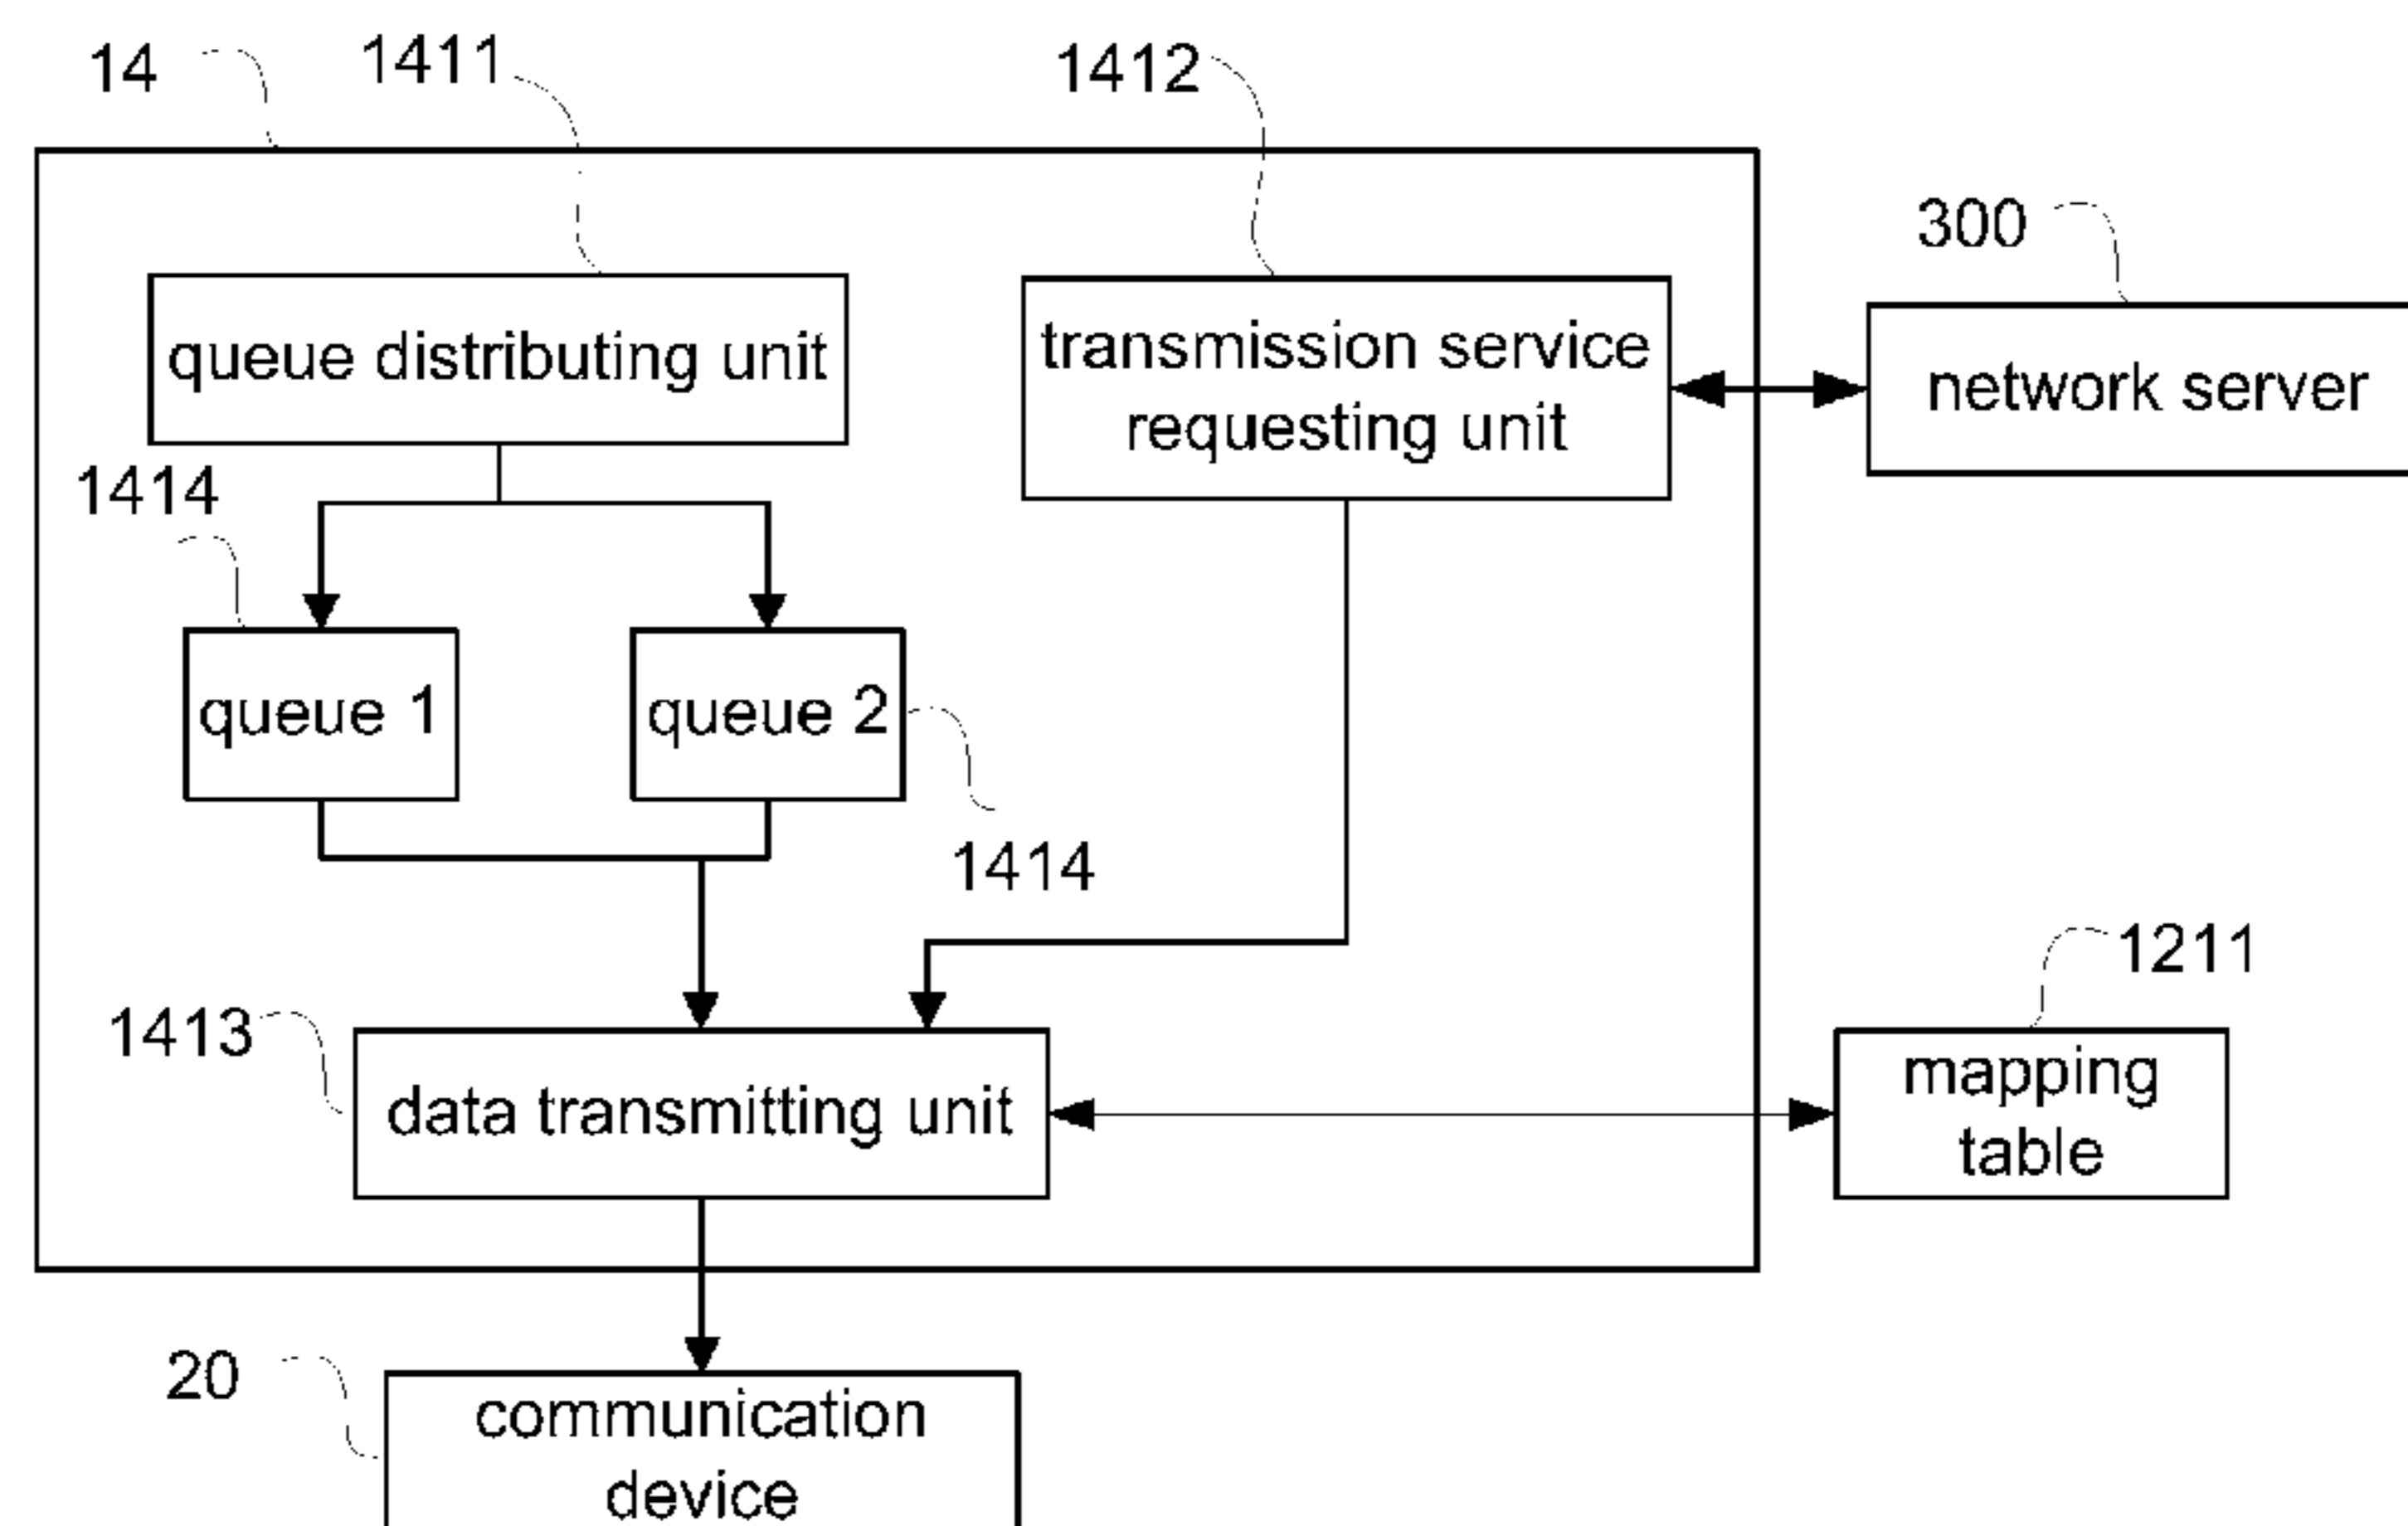 14
1411
1412
300
queue distributing unit
transmission service
requesting unit
network server
1414
queue 1
queue 2
1414
1211
1413
data transmitting unit
mapping
table
20
communication
device